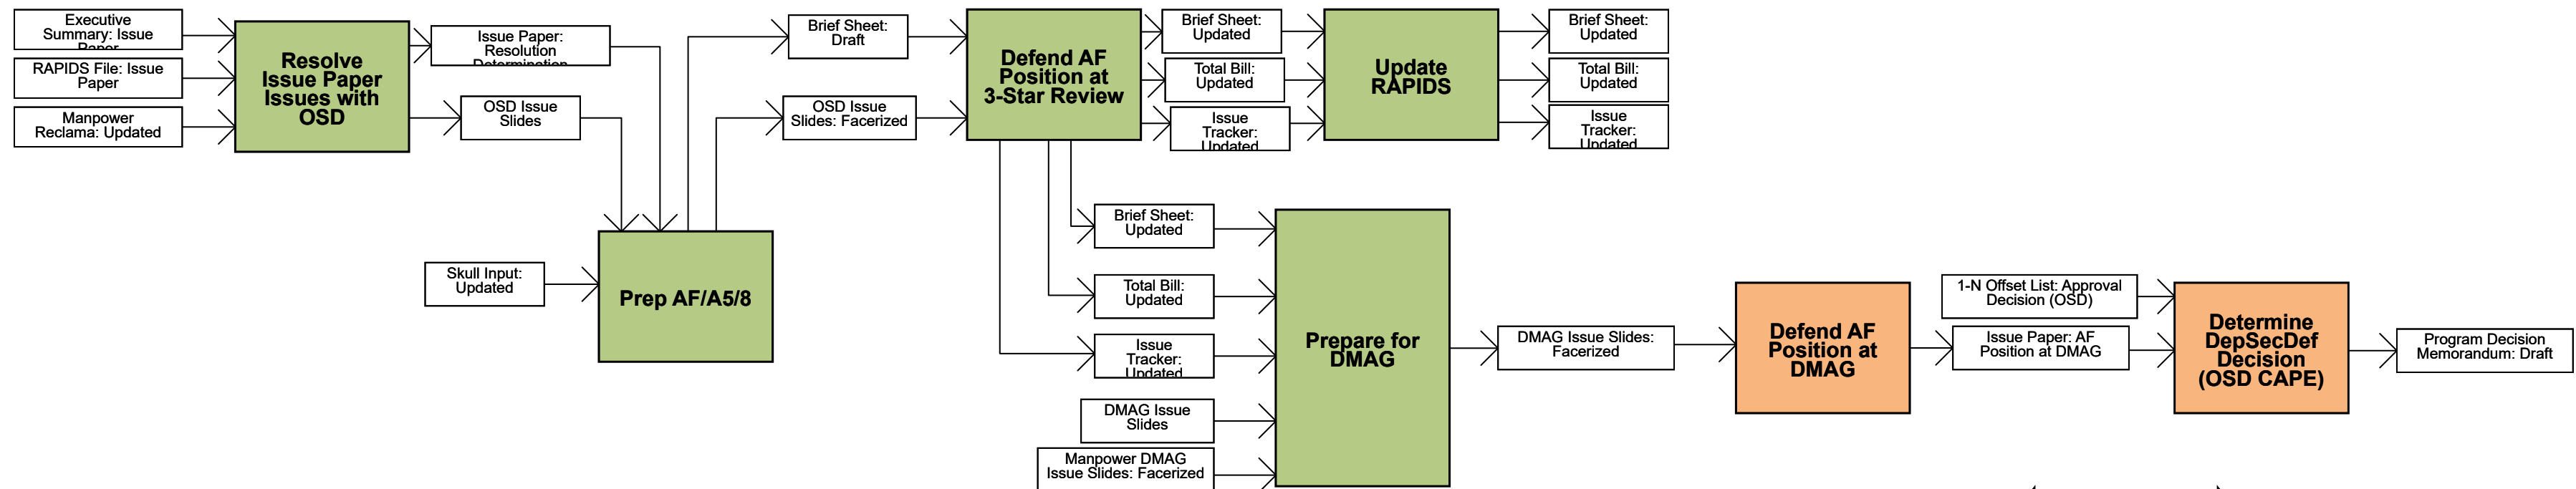 Executive
Summary: Issue
Paper
RAPIDS File: Issue
Paper
Manpower
Reclama: Updated
Resolve
Issue Paper
Issues with
OSD
Issue Paper:
Resolution
Determination
OSD Issue
Slides
Skull Input:
Updated
Prep AF/A5/8
Brief Sheet:
Draft
OSD Issue
Slides: Facerized
Defend AF
Position at
3-Star Review
Brief Sheet:
Updated
Total Bill:
Updated
Issue
Tracker:
Updated
Update
RAPIDS
Brief Sheet:
Updated
Total Bill:
Updated
Issue
Tracker:
Updated
Brief Sheet:
Updated
Total Bill:
Updated
Issue
Tracker:
Updated
DMAG Issue
Slides
Manpower DMAG
Issue Slides: Facerized
Prepare for
DMAG
DMAG Issue Slides:
Facerized
Defend AF
Position at
DMAG
1-N Offset List: Approval
Decision (OSD)
Issue Paper: AF
Position at DMAG
Determine
DepSecDef
Decision
(OSD CAPE)
Program Decision
Memorandum: Draft